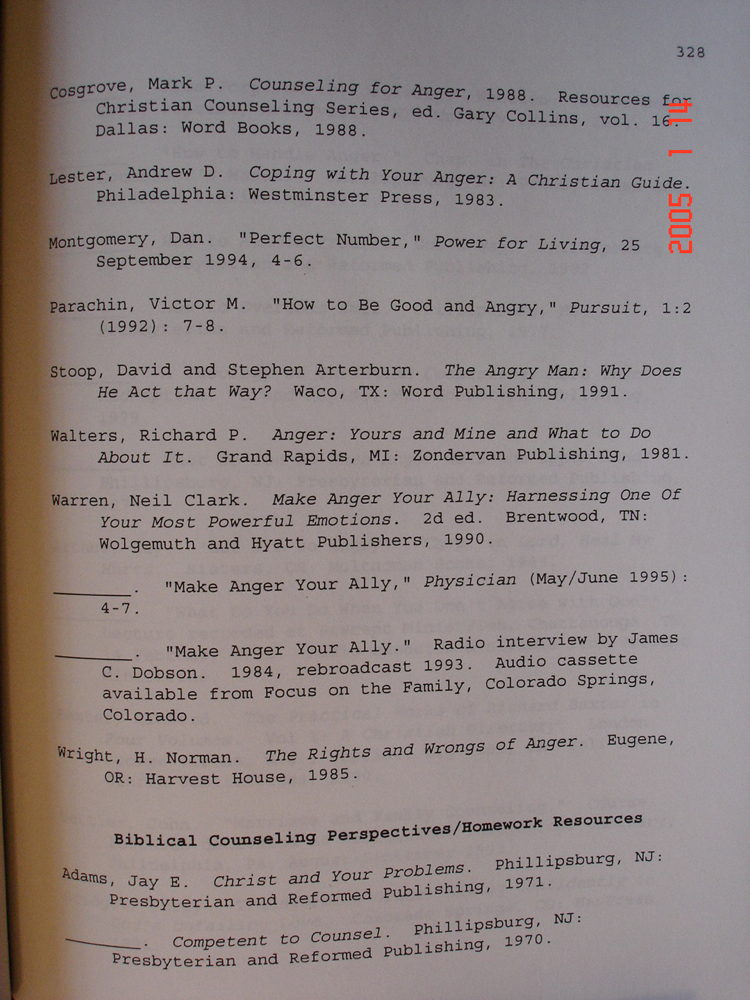 328
Cosgrove, Mark P. Counseling for Anger, 1988. Resources for
Christian Counseling Series, ed. Gary Collins, vol. 16.
Dallas: Word Books, 1988.
Lester, Andrew D. Coping with Your Anger: A Christian Guide.
Philadelphia: Westminster Press, 1983.
Montgomery, Dan. "Perfect Number," Power for Living, 25
September 1994, 4-6.
Parachin, Victor M. "How to Be Good and Angry," Pursuit, 1:2
(1992): 7-8.
Stoop, David and Stephen Arterburn. The Angry Man: Why Does
He Act that Way? Waco, TX: Word Publishing, 1991.
Walters, Richard P. Anger: Yours and Mine and What to Do
About It. Grand Rapids, MI: Zondervan Publishing, 1981.
Warren, Neil Clark. Make Anger Your Ally: Harnessing One Of
Your Most Powerful Emotions. 2d ed. Brentwood, TN:
Wolgemuth and Hyatt Publishers, 1990.
________. "Make Anger Your Ally," Physician (May/June 1995):
4-7.
________. "Make Anger Your Ally." Radio interview by James
C. Dobson. 1984, rebroadcast 1993. Audio cassette
available from Focus on the Family, Colorado Springs,
Colorado.
Wright, H. Norman. The Rights and Wrongs of Anger. Eugene,
OR: Harvest House, 1985.
Biblical Counseling Perspectives/Homework Resources
Adams, Jay E. Christ and Your Problems. Phillipsburg, NJ:
Presbyterian and Reformed Publishing, 1971.
________. Competent to Counsel. Phillipsburg, NJ:
Presbyterian and Reformed Publishing, 1970.
2005 1 14